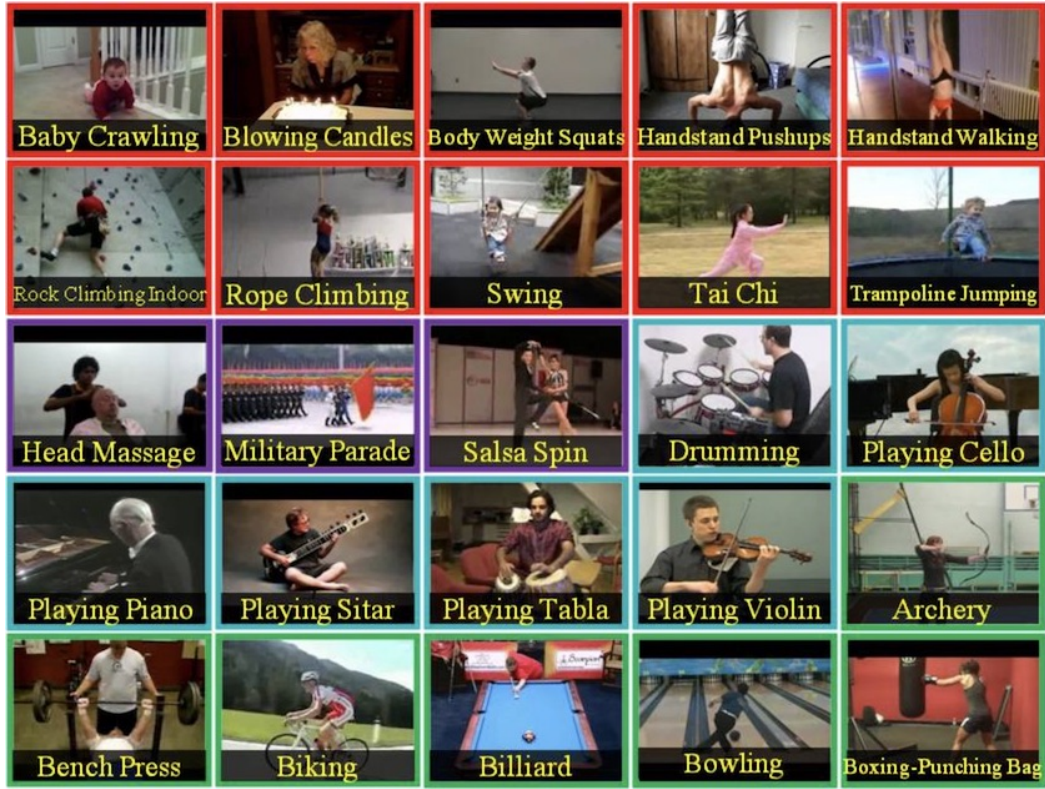 Baby Crawling
Blowing Candles
Body Weight Squats
Handstand Pushups
Handstand Walking
Rock Climbing Indoor
Rope Climbing
Swing
Tai Chi
Trampoline Jumping
Head Massage
Military Parade
Salsa Spin
Drumming
Playing Cello
Playing Piano
Playing Sitar
Playing Tabla
Playing Violin
Archery
Bench Press
Biking
Billiard
Bowling
Boxing-Punching Bag